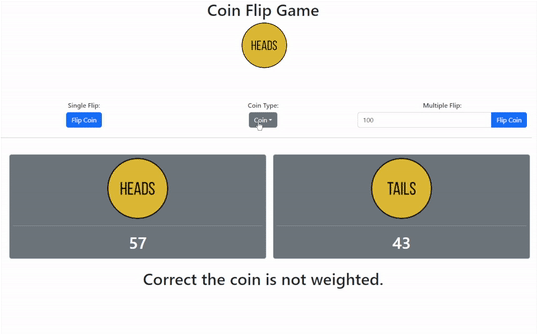 Coin Flip Game
HEADS
Single Flip: Coin Type: Multiple Flip:
Flip Coin Coin 100 Flip Coin
HEADS TAILS
57 43
Correct the coin is not weighted.